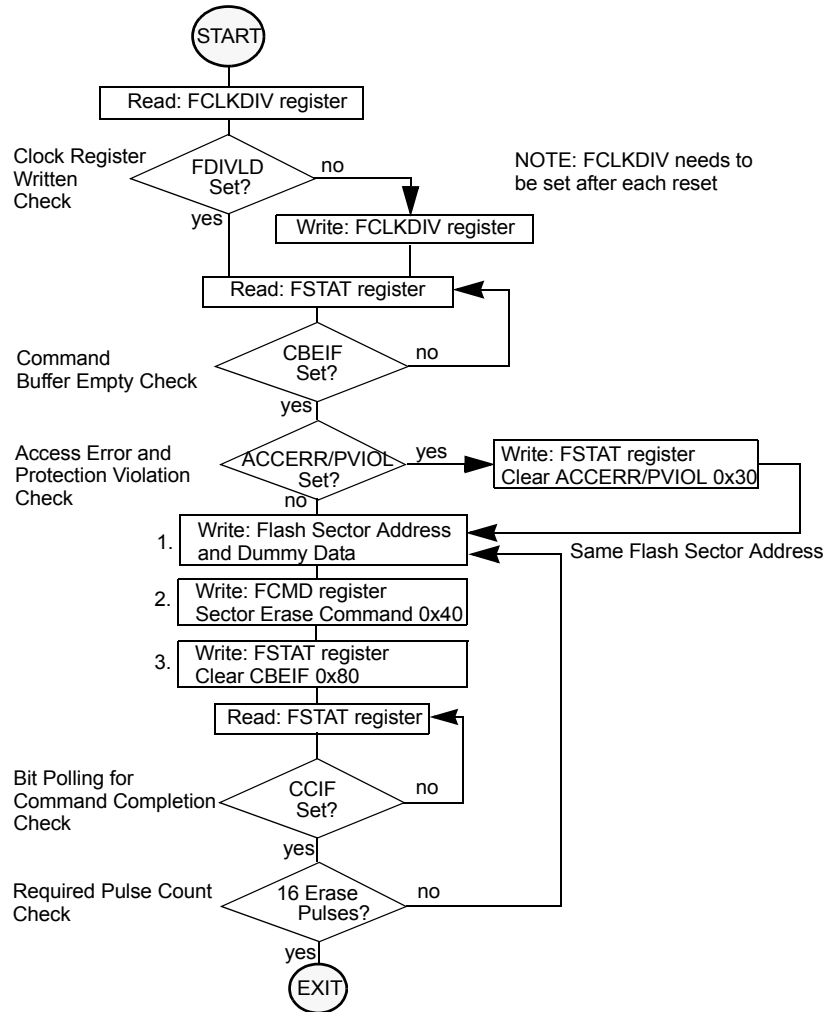 START
Read: FCLKDIV register
Clock Register
Written
Check
FDIVLD
Set?
no
yes
NOTE: FCLKDIV needs to
be set after each reset
Write: FCLKDIV register
Read: FSTAT register
Command
Buffer Empty Check
CBEIF
Set?
no
yes
Access Error and
Protection Violation
Check
ACCERR/PVIOL
Set?
yes
no
Write: FSTAT register
Clear ACCERR/PVIOL 0x30
1.
Write: Flash Sector Address
and Dummy Data
Same Flash Sector Address
2.
Write: FCMD register
Sector Erase Command 0x40
3.
Write: FSTAT register
Clear CBEIF 0x80
Read: FSTAT register
Bit Polling for
Command Completion
Check
CCIF
Set?
no
yes
Required Pulse Count
Check
16 Erase
Pulses?
no
yes
EXIT